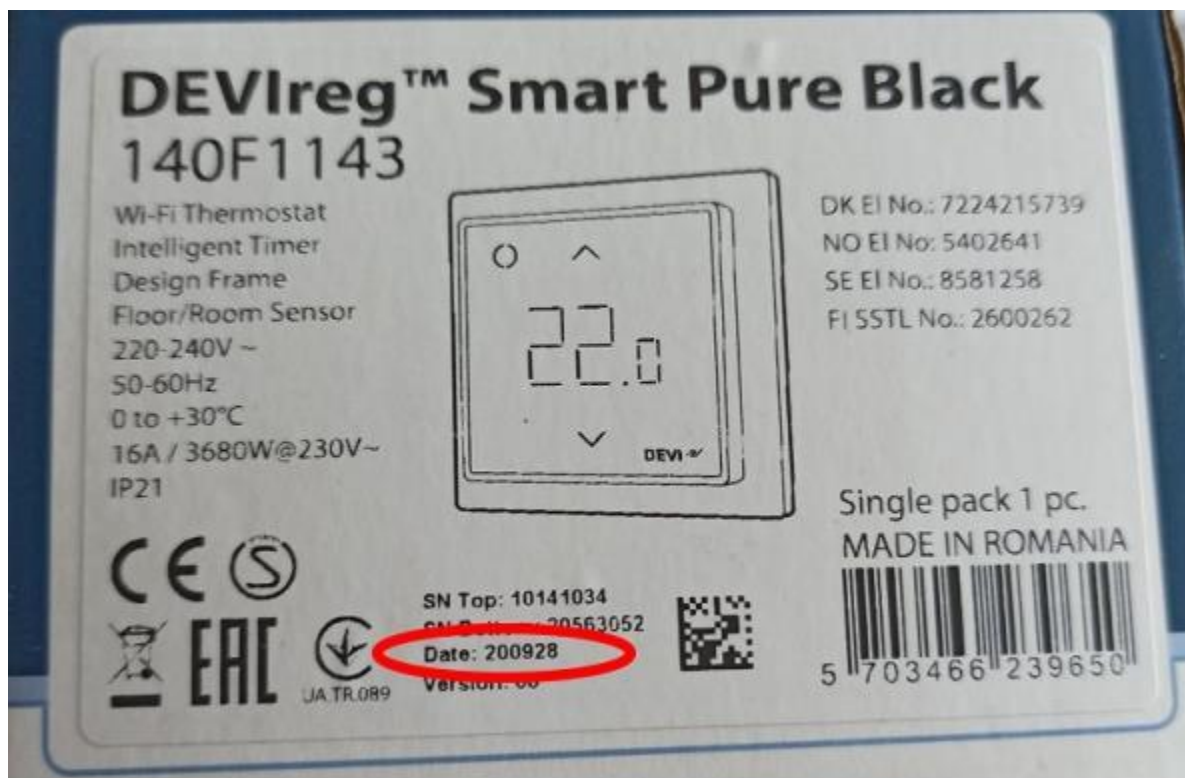 DEVIreg™ Smart Pure Black
140F1143
Wi-Fi Thermostat
Intelligent Timer
Design Frame
Floor/Room Sensor
220-240V ~
50-60Hz
0 to +30°C
16A / 3680W@230V~
IP21
22.0
DEVI
DK El No.: 7224215739
NO El No: 5402641
SE El No.: 8581258
FI SSTL No.: 2600262
Single pack 1 pc.
MADE IN ROMANIA
CE S
EAC
UA.TR.089
SN Top: 10141034
SN 20563052
Date: 200928
Version:
5 703466 239650